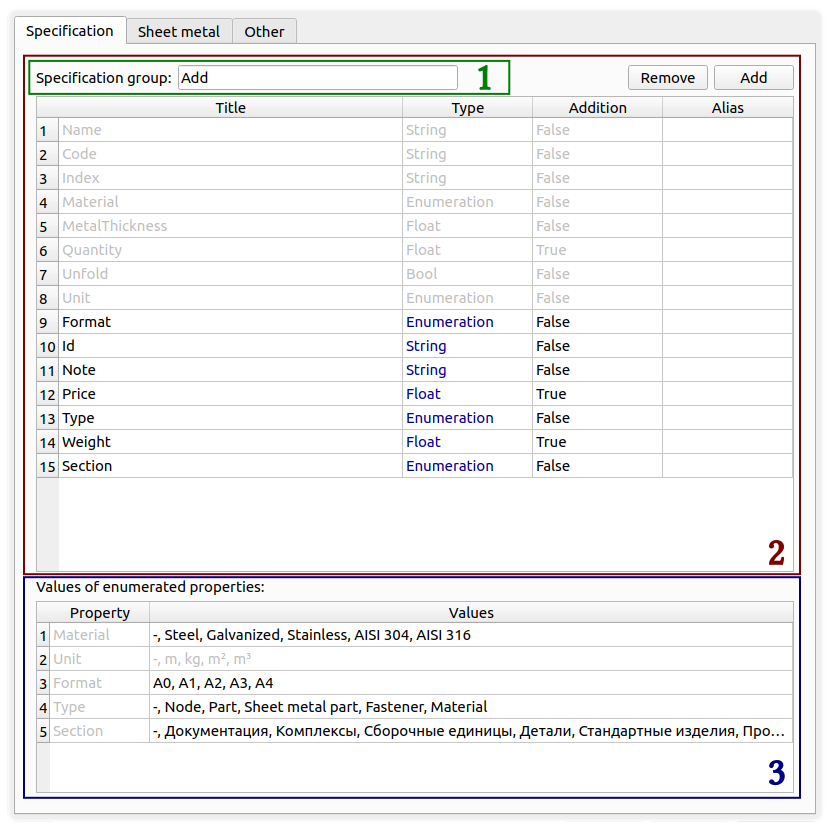 Specification Sheet metal Other
Specification group: Add 1 Remove Add
Title Type Addition Alias
1 Name String False
2 Code String False
3 Index String False
4 Material Enumeration False
5 MetalThickness Float False
6 Quantity Float True
7 Unfold Bool False
8 Unit Enumeration False
9 Format Enumeration False
10 Id String False
11 Note String False
12 Price Float True
13 Type Enumeration False
14 Weight Float True
15 Section Enumeration False
2
Values of enumerated properties:
Property Values
1 Material -, Steel, Galvanized, Stainless, AISI 304, AISI 316
2 Unit -, m, kg, m², m³
3 Format A0, A1, A2, A3, A4
4 Type -, Node, Part, Sheet metal part, Fastener, Material
5 Section -, Документация, Комплексы, Сборочные единицы, Детали, Стандартные изделия, Про...
3